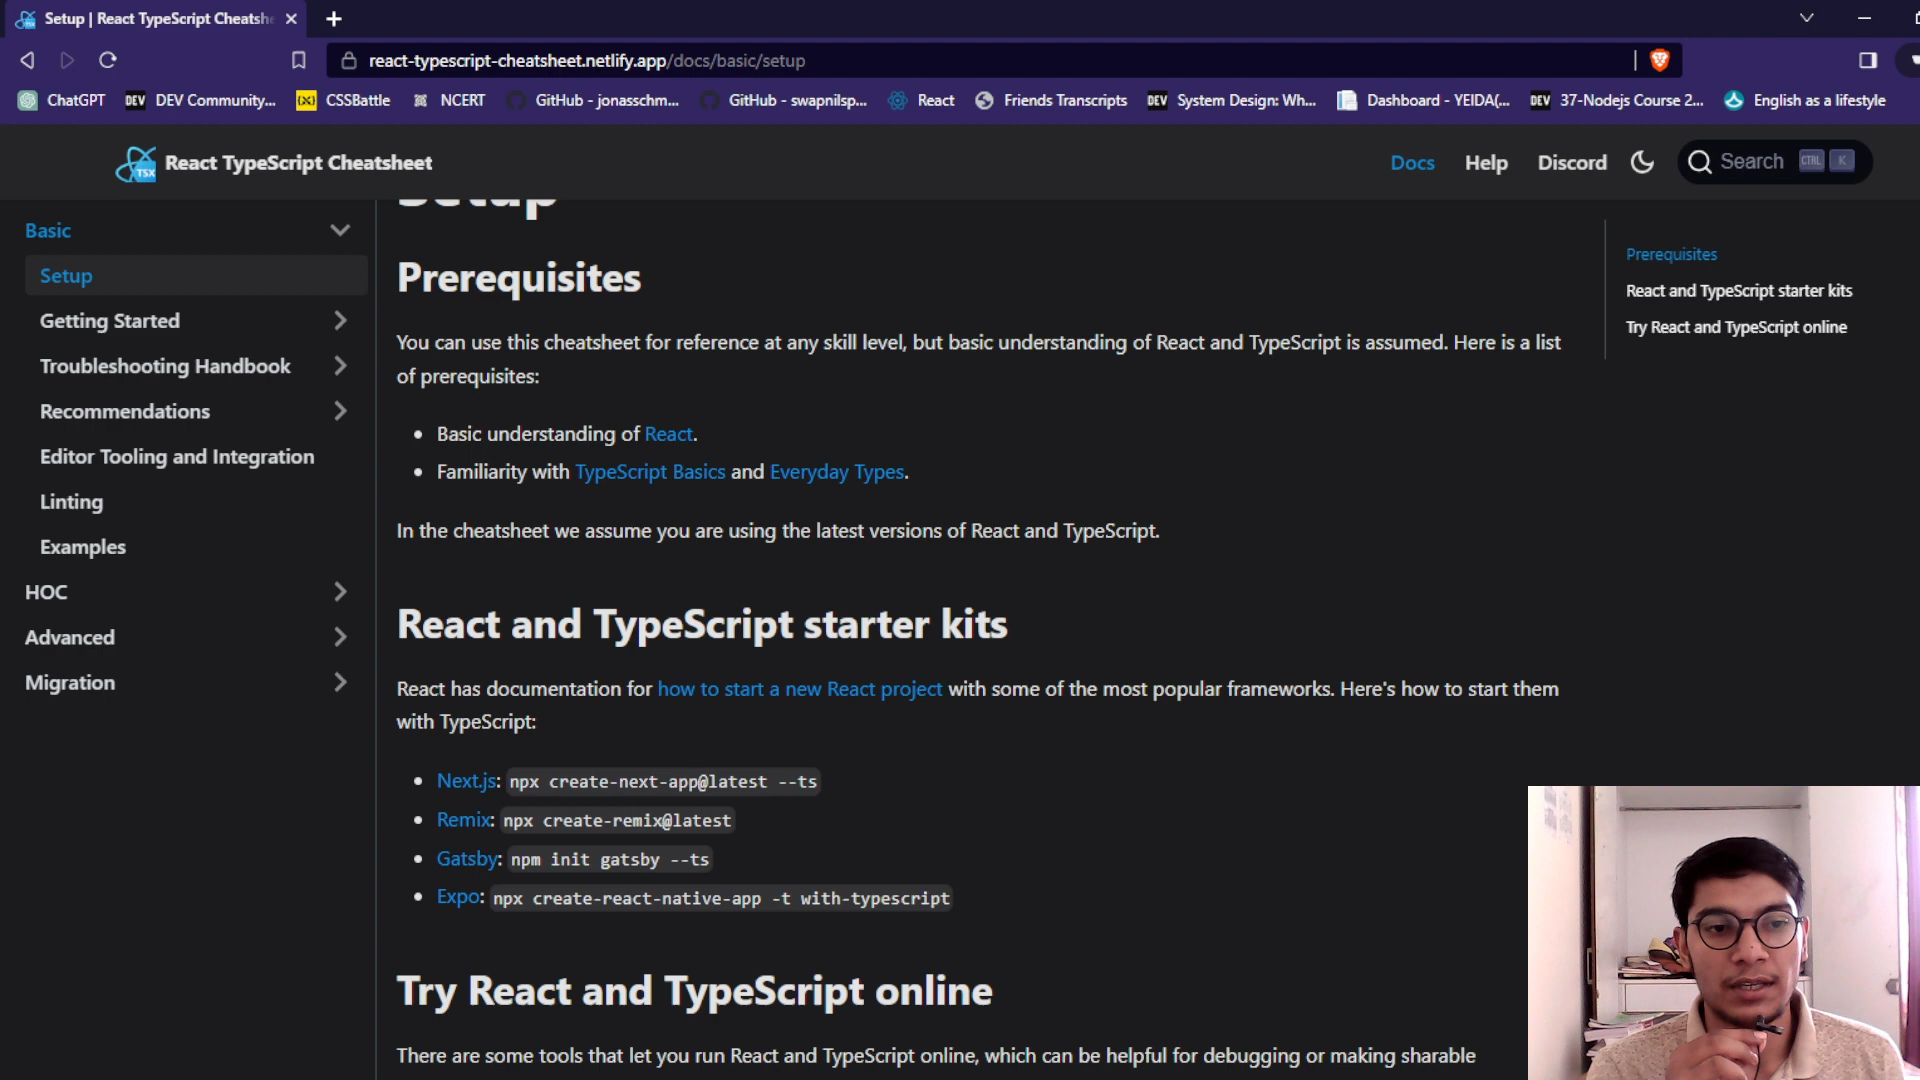 Setup | React TypeScript Cheatsh
react-typescript-cheatsheet.netlify.app/docs/basic/setup
ChatGPT
DEV DEV Community...
CSSBattle
NCERT
GitHub - jonasschm...
GitHub - swapnilsp...
React
Friends Transcripts
DEV System Design: Wh...
Dashboard - YEIDA(...
DEV 37-Nodejs Course 2...
English as a lifestyle
TSX React TypeScript Cheatsheet
Docs Help Discord Search CTRL K
Basic
Setup
Getting Started
Troubleshooting Handbook
Recommendations
Editor Tooling and Integration
Linting
Examples
HOC
Advanced
Migration
Setup
Prerequisites
You can use this cheatsheet for reference at any skill level, but basic understanding of React and TypeScript is assumed. Here is a list
of prerequisites:
• Basic understanding of React.
• Familiarity with TypeScript Basics and Everyday Types.
In the cheatsheet we assume you are using the latest versions of React and TypeScript.
React and TypeScript starter kits
React has documentation for how to start a new React project with some of the most popular frameworks. Here's how to start them
with TypeScript:
• Next.js: npx create-next-app@latest --ts
• Remix: npx create-remix@latest
• Gatsby: npm init gatsby --ts
• Expo: npx create-react-native-app -t with-typescript
Try React and TypeScript online
There are some tools that let you run React and TypeScript online, which can be helpful for debugging or making sharable
Prerequisites
React and TypeScript starter kits
Try React and TypeScript online